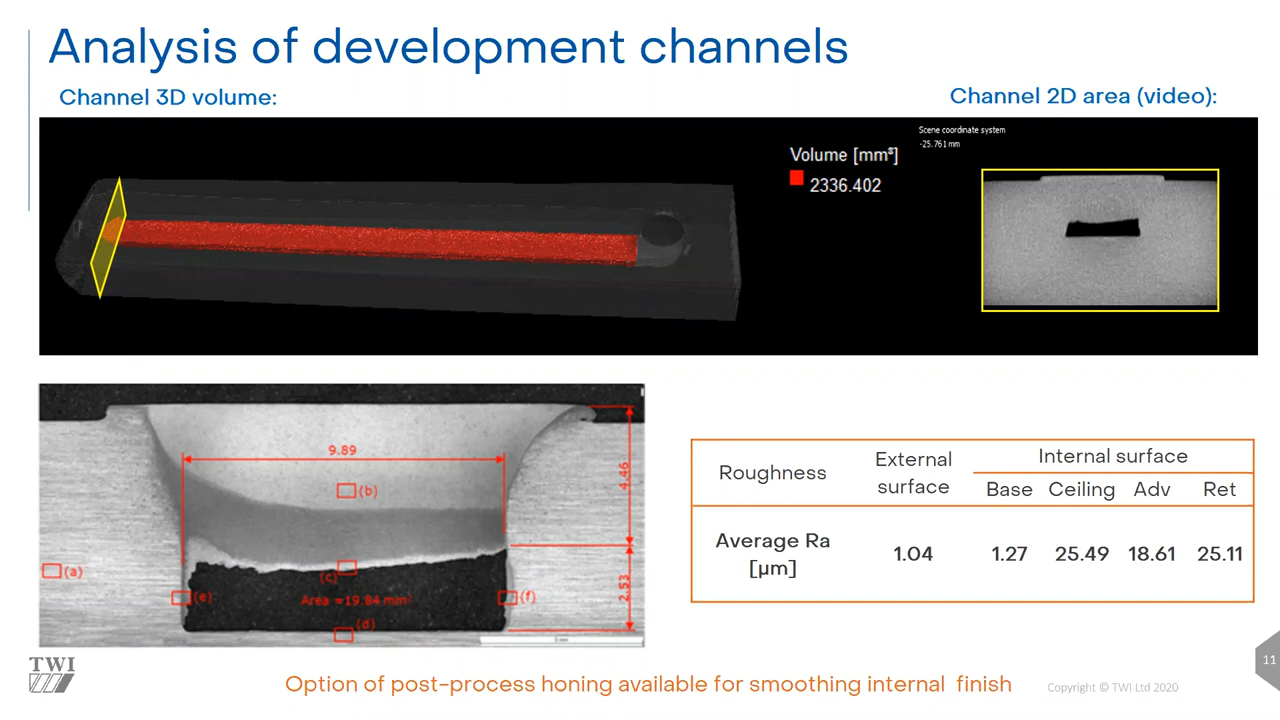 Analysis of development channels
Channel 3D volume:
Channel 2D area (video):
Volume [mm³]
2336.402
Scene coordinate system
-25.761 mm
9.89
(b)
4.46
(a)
(c)
(e)
Area =19.84 mm²
(f)
2.53
(d)
Roughness
External
surface
Internal surface
Base Ceiling Adv Ret
Average Ra
[µm]
1.04 1.27 25.49 18.61 25.11
TWI
Option of post-process honing available for smoothing internal finish
Copyright © TWI Ltd 2020
11